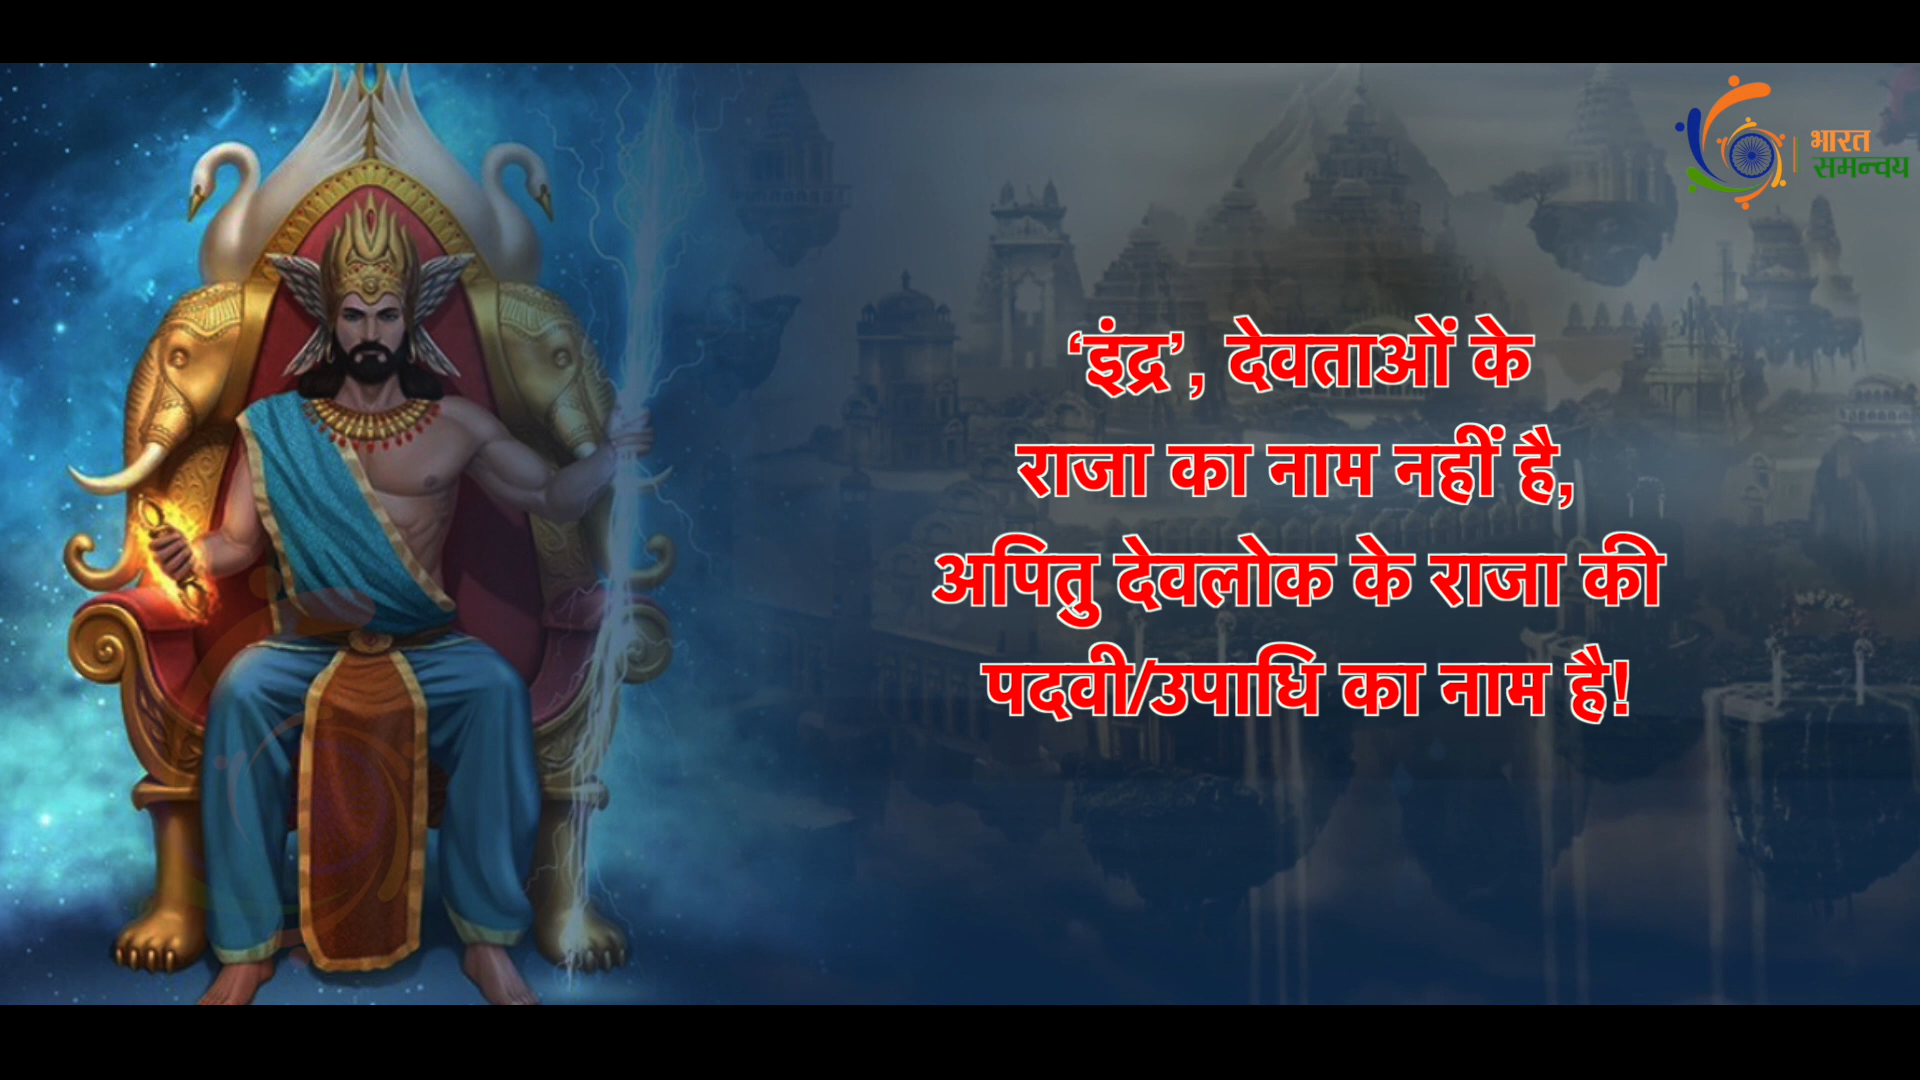 भारत
समन्वय
‘इंद्र’, देवताओं के
राजा का नाम नहीं है,
अपितु देवलोक के राजा की
पदवी/उपाधि का नाम है!